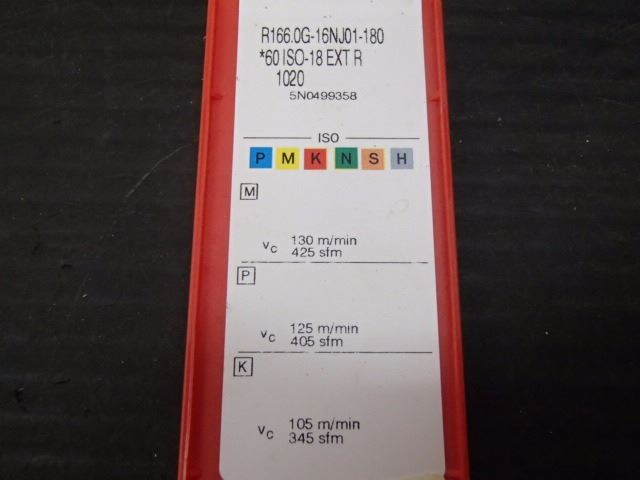 R166.0G-16NJ01-180
*60 ISO-18 EXT R
1020
5N0499358
ISO
P M K N S H
M
vc 130 m/min
425 sfm
P
vc 125 m/min
405 sfm
K
vc 105 m/min
345 sfm